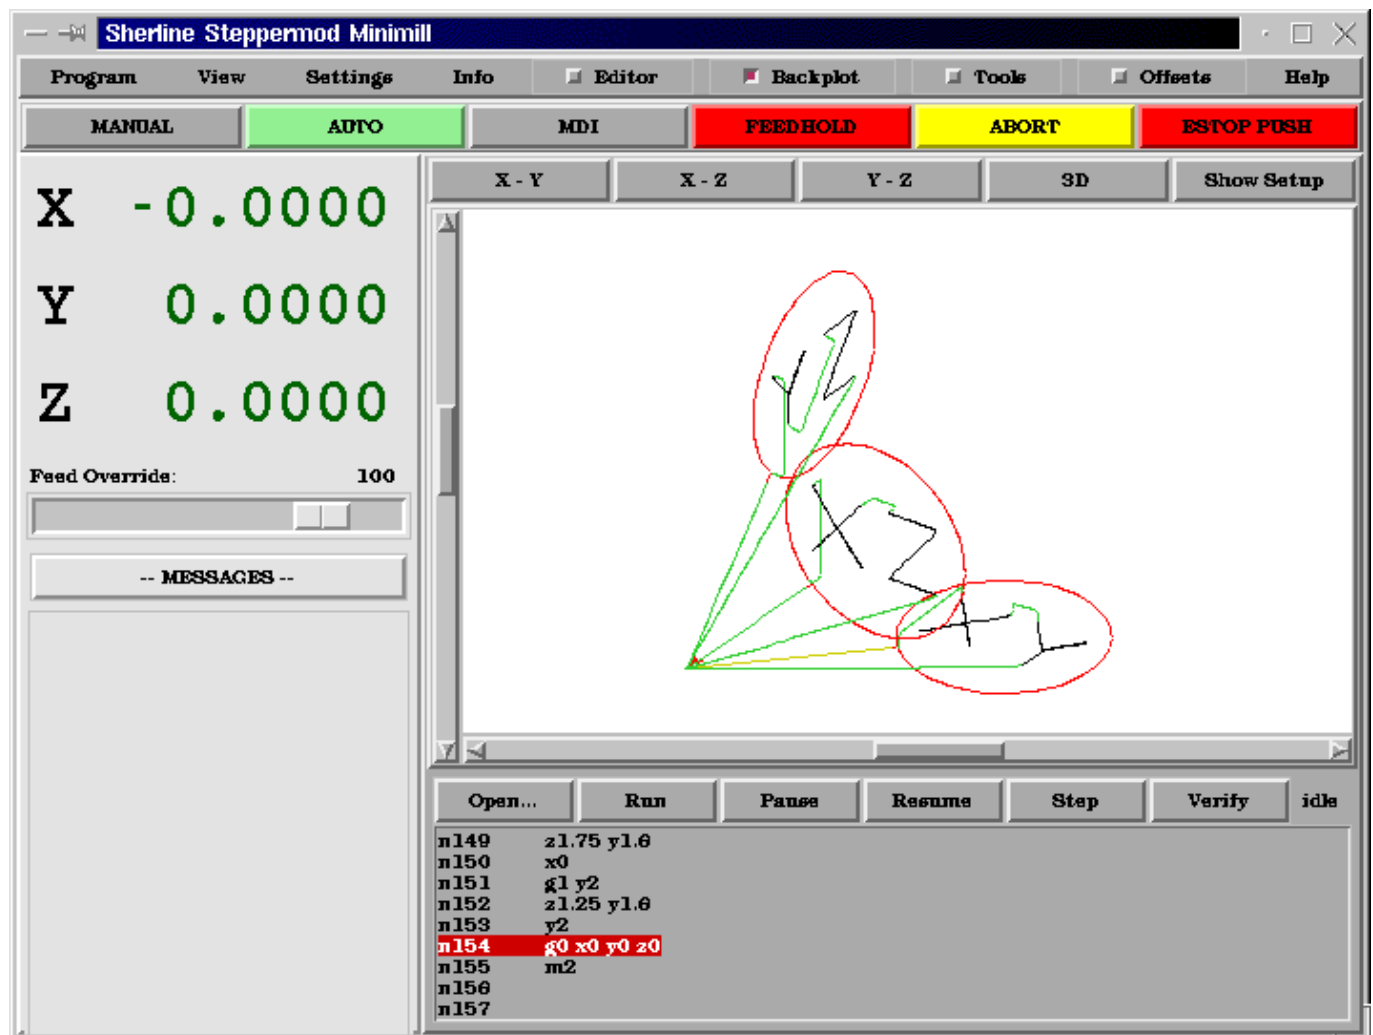 Sherline Steppermod Minimill
Program View Settings Info Editor Backplot Tools Offsets Help
MANUAL AUTO MDI FEEDHOLD ABORT ESTOP PUSH
X - Y X - Z Y - Z 3D Show Setup
X -0.0000
Y 0.0000
Z 0.0000
Feed Override: 100
-- MESSAGES --
Y Z
X Z
X Y
Open... Run Pause Resume Step Verify idle
n149 z1.75 y1.6
n150 x0
n151 g1 y2
n152 z1.25 y1.6
n153 y2
n154 g0 x0 y0 z0
n155 m2
n156
n157